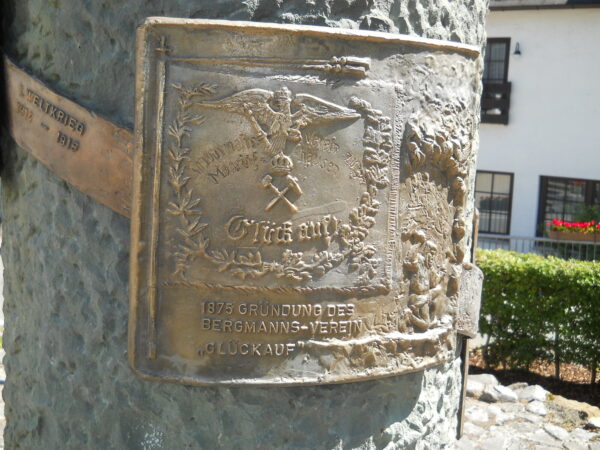 1. WELTKRIEG
1914 – 1918
Glück auf!
1875 GRÜNDUNG DES
BERGMANNS-VEREIN
„GLÜCKAUF"